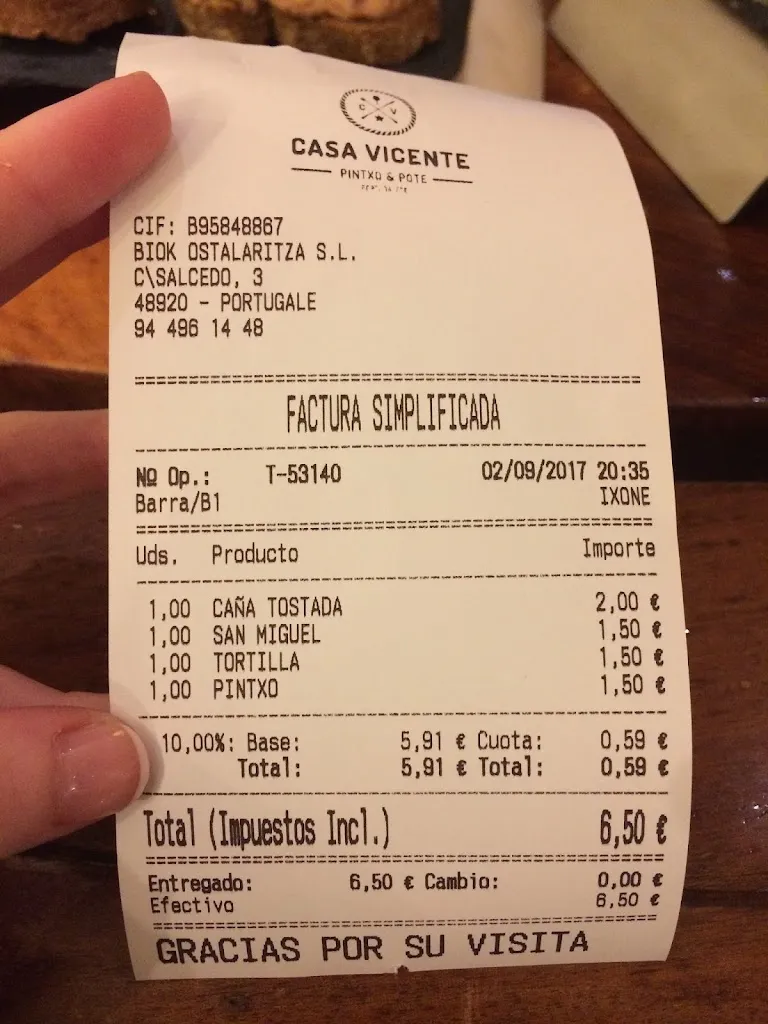 C V
CASA VICENTE
PINTXO & POTE
CIF: B95848867
BIOK OSTALARITZA S.L.
C\SALCEDO, 3
48920 - PORTUGALE
94 496 14 48
FACTURA SIMPLIFICADA
Nº Op.: T-53140 02/09/2017 20:35
Barra/B1 IXONE
Uds. Producto Importe
1,00 CAÑA TOSTADA 2,00 €
1,00 SAN MIGUEL 1,50 €
1,00 TORTILLA 1,50 €
1,00 PINTXO 1,50 €
10,00%: Base: 5,91 € Cuota: 0,59 €
Total: 5,91 € Total: 0,59 €
Total (Impuestos Incl.) 6,50 €
Entregado: 6,50 € Cambio: 0,00 €
Efectivo 6,50 €
GRACIAS POR SU VISITA